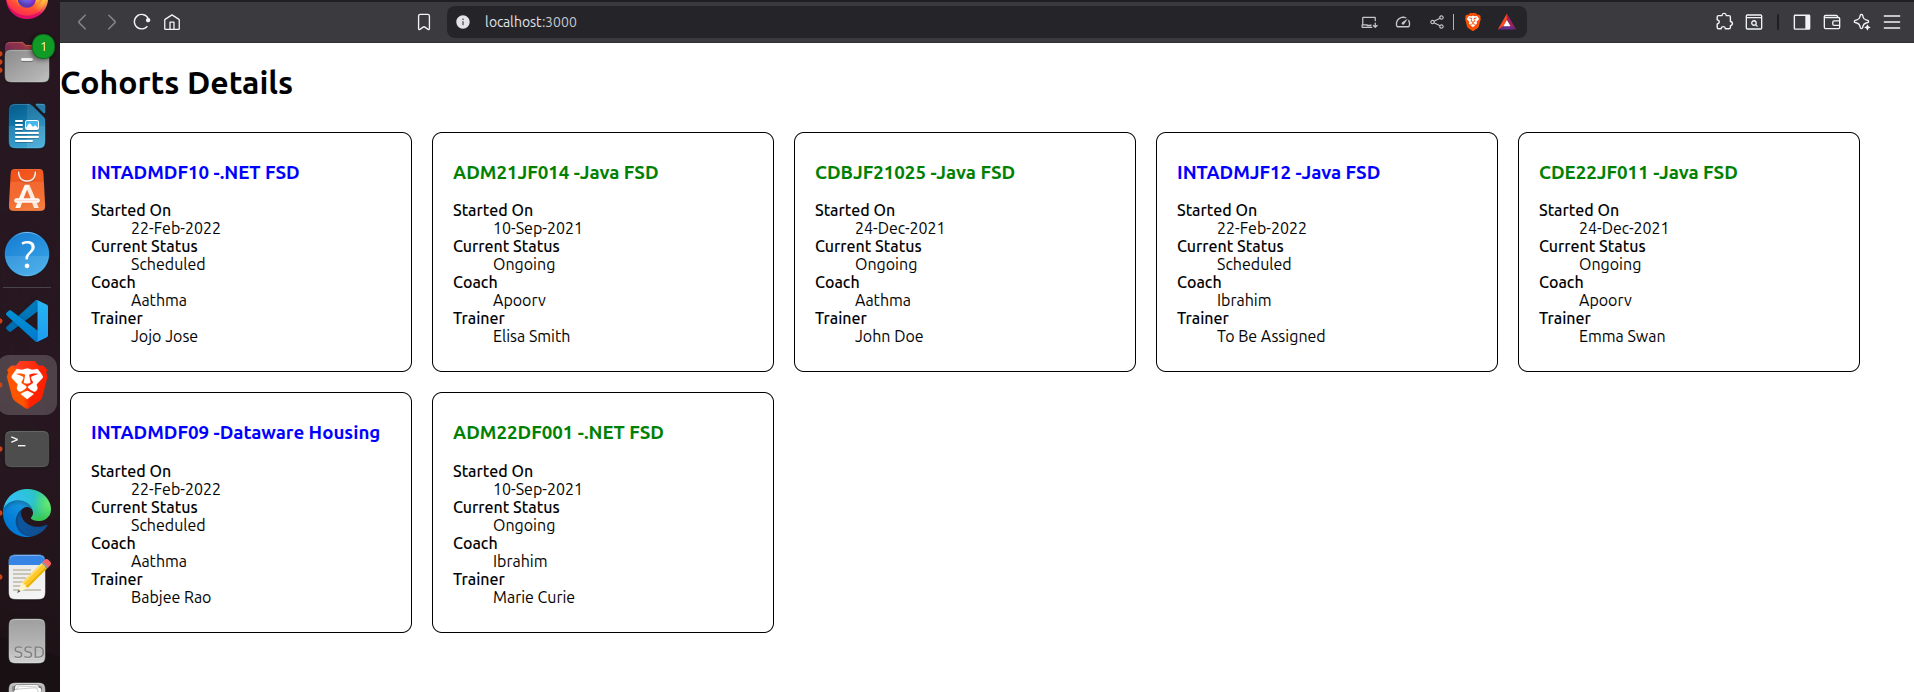 localhost:3000
1
Cohorts Details
INTADMDF10 -.NET FSD
Started On
22-Feb-2022
Current Status
Scheduled
Coach
Aathma
Trainer
Jojo Jose
ADM21JF014 -Java FSD
Started On
10-Sep-2021
Current Status
Ongoing
Coach
Apoorv
Trainer
Elisa Smith
CDBJF21025 -Java FSD
Started On
24-Dec-2021
Current Status
Ongoing
Coach
Aathma
Trainer
John Doe
INTADMJF12 -Java FSD
Started On
22-Feb-2022
Current Status
Scheduled
Coach
Ibrahim
Trainer
To Be Assigned
CDE22JF011 -Java FSD
Started On
24-Dec-2021
Current Status
Ongoing
Coach
Apoorv
Trainer
Emma Swan
INTADMDF09 -Dataware Housing
Started On
22-Feb-2022
Current Status
Scheduled
Coach
Aathma
Trainer
Babjee Rao
ADM22DF001 -.NET FSD
Started On
10-Sep-2021
Current Status
Ongoing
Coach
Ibrahim
Trainer
Marie Curie
SSD